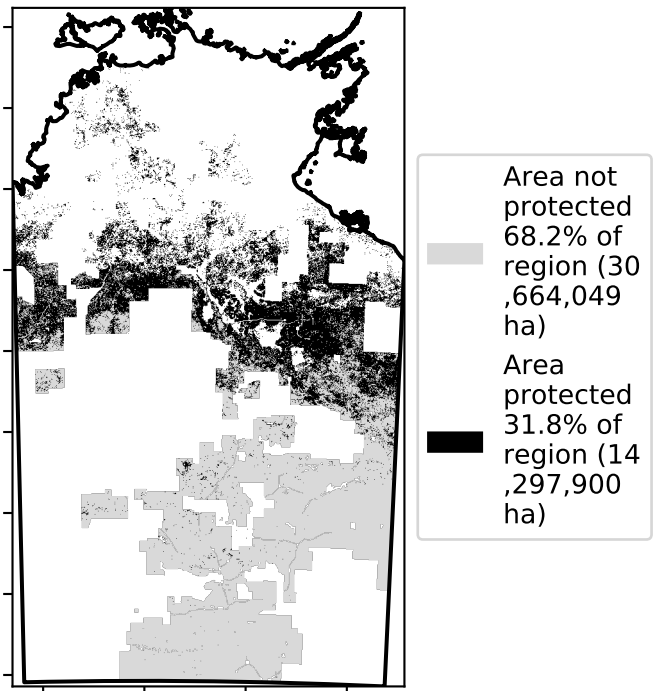 Area not
protected
68.2% of
region (30
,664,049
ha)
Area
protected
31.8% of
region (14
,297,900
ha)